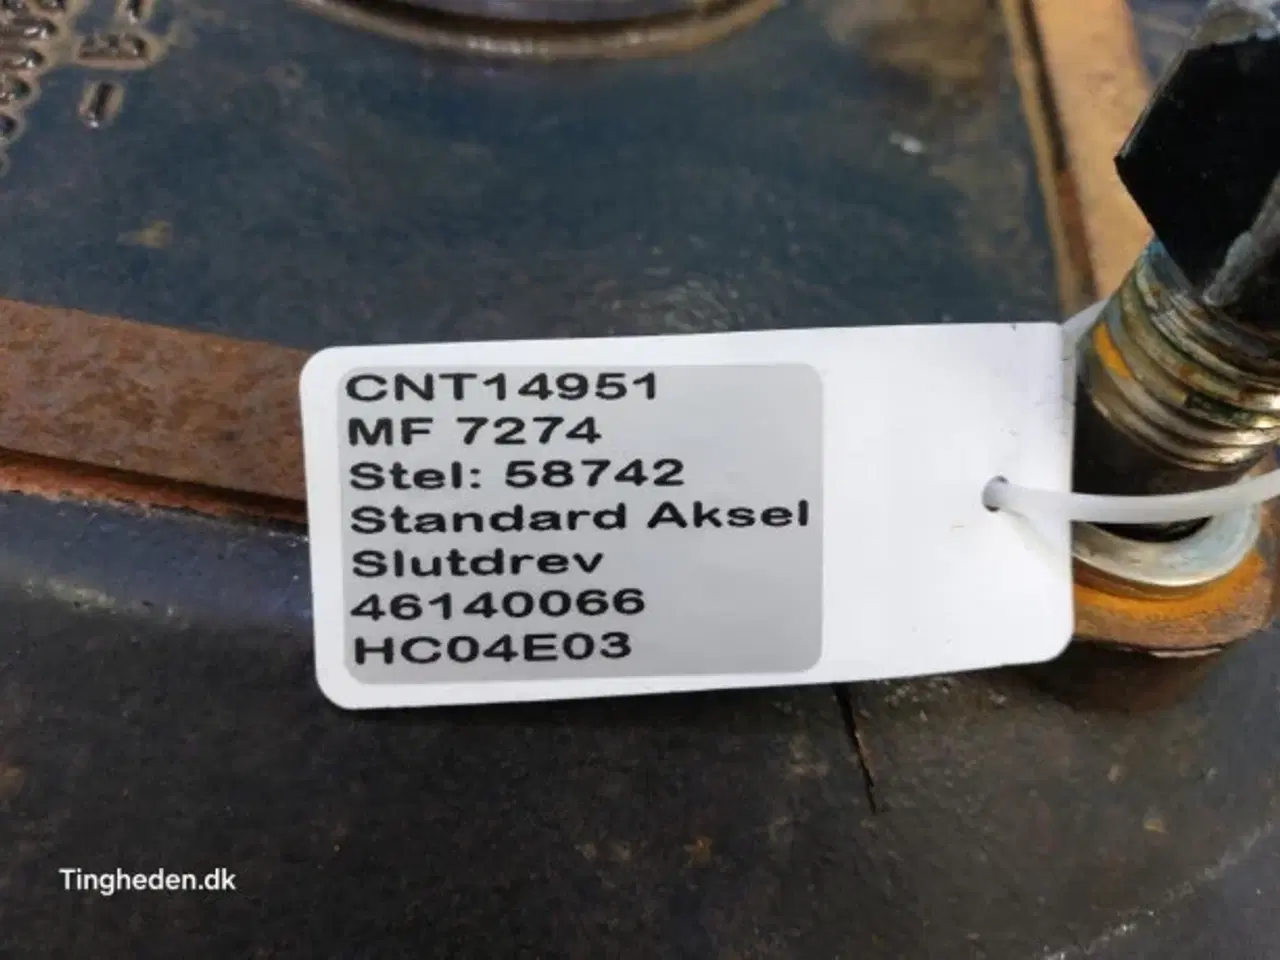 CNT14951
MF 7274
Stel: 58742
Standard Aksel
Slutdrev
46140066
HC04E03
Tingheden.dk